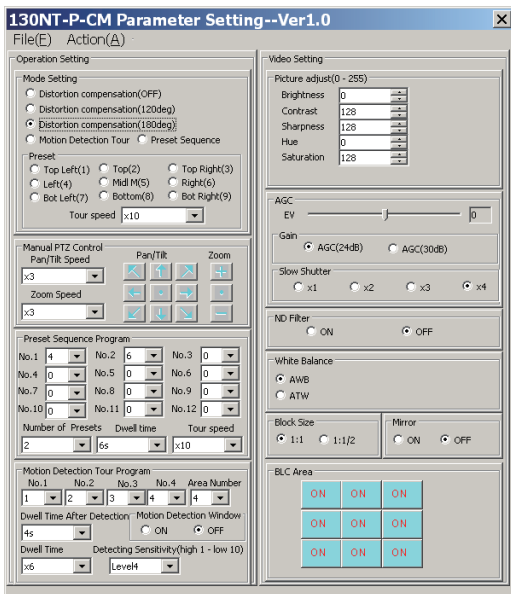 130NT-P-CM Parameter Setting--Ver1.0
File(F) Action(A)
Operation Setting
Mode Setting
Distortion compensation(OFF)
Distortion compensation(120deg)
Distortion compensation(180deg)
Motion Detection Tour Preset Sequence
Preset
Top Left(1) Top(2) Top Right(3)
Left(4) Midl M(5) Right(6)
Bot Left(7) Bottom(8) Bot Right(9)
Tour speed x10
Manual PTZ Control
Pan/Tilt Speed Pan/Tilt Zoom
x3
Zoom Speed
x3
Preset Sequence Program
No.1 4 No.2 6 No.3 0
No.4 0 No.5 0 No.6 0
No.7 0 No.8 0 No.9 0
No.10 0 No.11 0 No.12 0
Number of Presets Dwell time Tour speed
2 6s x10
Motion Detection Tour Program
No.1 No.2 No.3 No.4 Area Number
1 2 3 4 4
Dwell Time After Detection Motion Detection Window
4s ON OFF
Dwell Time Detecting Sensitivity(high 1 - low 10)
x6 Level4
Video Setting
Picture adjust(0 - 255)
Brightness 0
Contrast 128
Sharpness 128
Hue 0
Saturation 128
AGC
EV 0
Gain
AGC(24dB) AGC(30dB)
Slow Shutter
x1 x2 x3 x4
ND Filter
ON OFF
White Balance
AWB
ATW
Block Size Mirror
1:1 1:1/2 ON OFF
BLC Area
ON ON ON
ON ON ON
ON ON ON